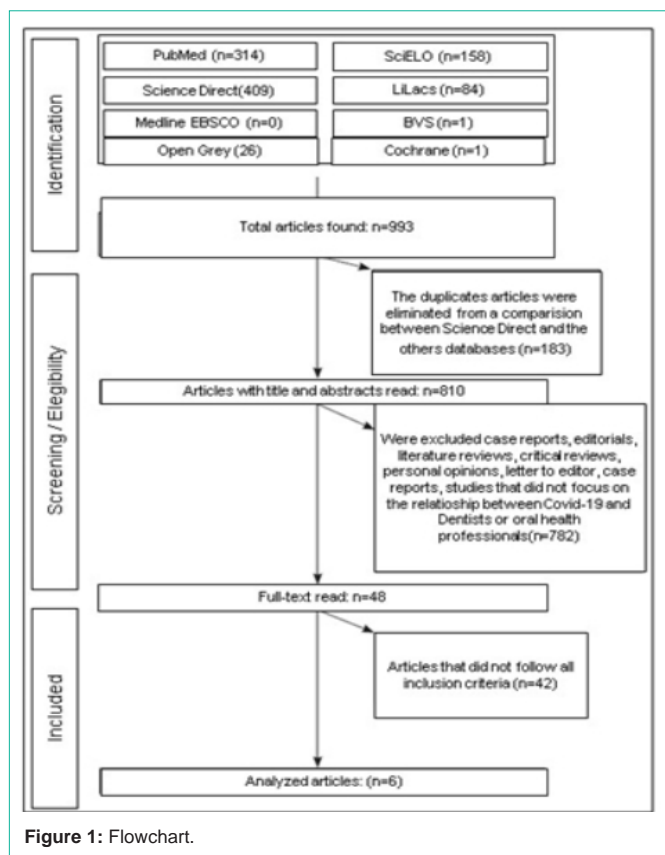 Identification
PubMed (n=314)
SciELO (n=158)
Science Direct(409)
LiLacs (n=84)
Medline EBSCO (n=0)
BVS (n=1)
Open Grey (26)
Cochrane (n=1)
Total articles found: n=993
The duplicates articles were
eliminated from a comparision
between Science Direct and the
others databases (n=183)
Screening / Elegibility
Articles with title and abstracts read: n=810
Were excluded case reports, editorials,
literature reviews, critical reviews,
personal opinions, letter to editor, case
reports, studies that did not focus on
the relatioship between Covid-19 and
Dentists or oral health
professionals(n=782)
Full-text read: n=48
Included
Articles that did not follow all
inclusion criteria (n=42)
Analyzed articles: (n=6)
Figure 1: Flowchart.